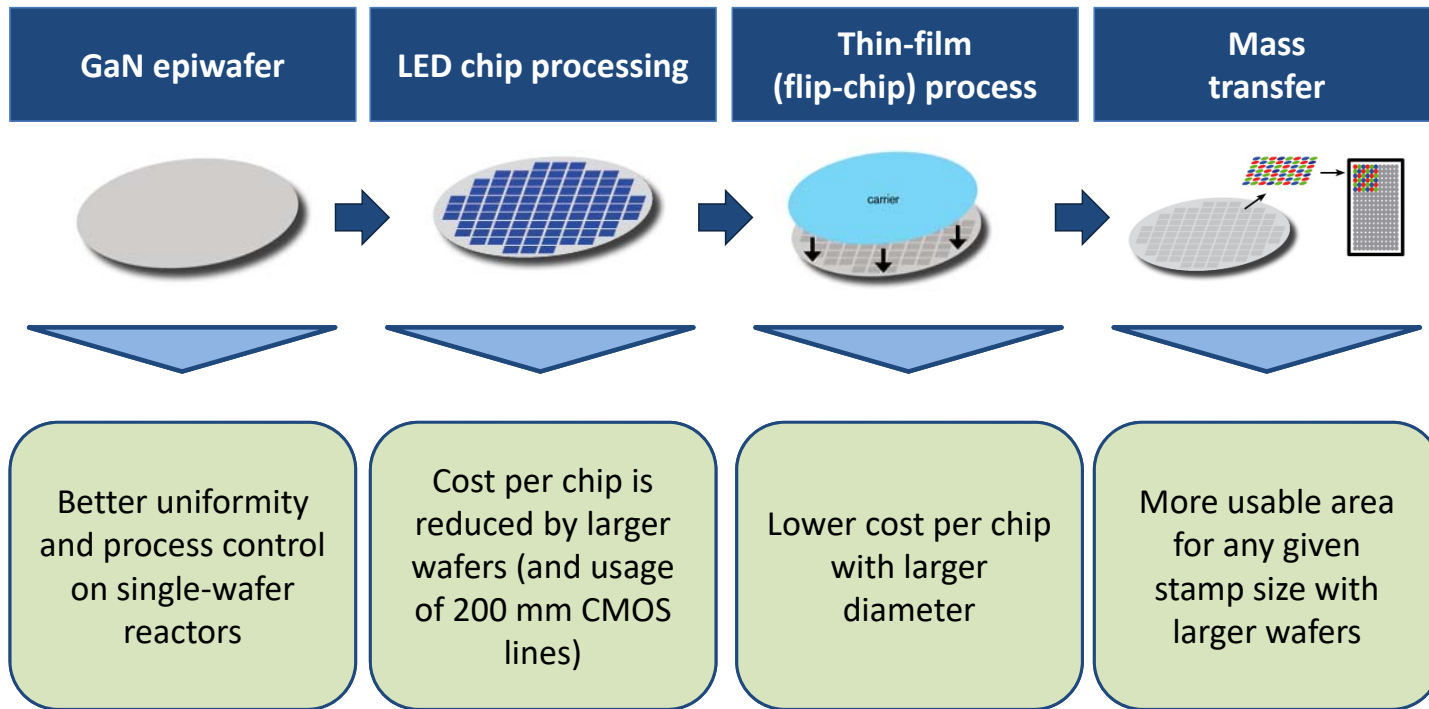 GaN epiwafer
LED chip processing
Thin-film
(flip-chip) process
Mass
transfer
carrier
Better uniformity
and process control
on single-wafer
reactors
Cost per chip is
reduced by larger
wafers (and usage
of 200 mm CMOS
lines)
Lower cost per chip
with larger
diameter
More usable area
for any given
stamp size with
larger wafers